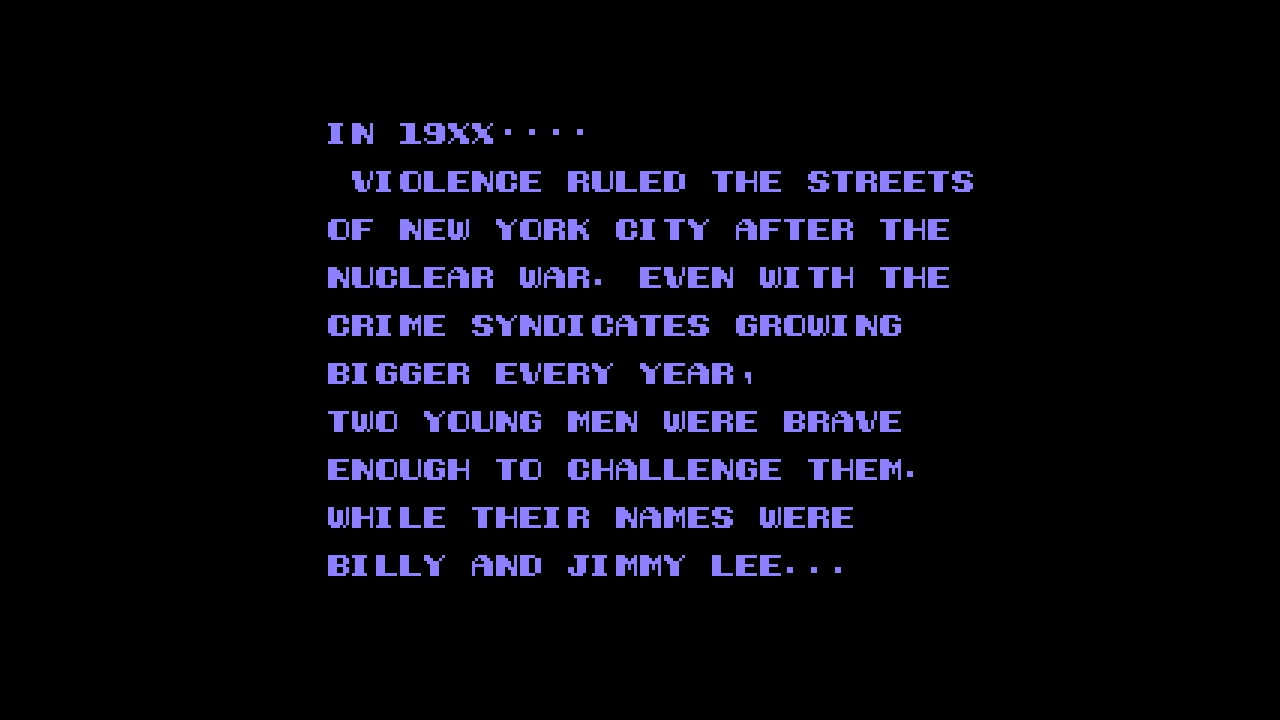 IN 19XX····
VIOLENCE RULED THE STREETS
OF NEW YORK CITY AFTER THE
NUCLEAR WAR. EVEN WITH THE
CRIME SYNDICATES GROWING
BIGGER EVERY YEAR,
TWO YOUNG MEN WERE BRAVE
ENOUGH TO CHALLENGE THEM.
WHILE THEIR NAMES WERE
BILLY AND JIMMY LEE...